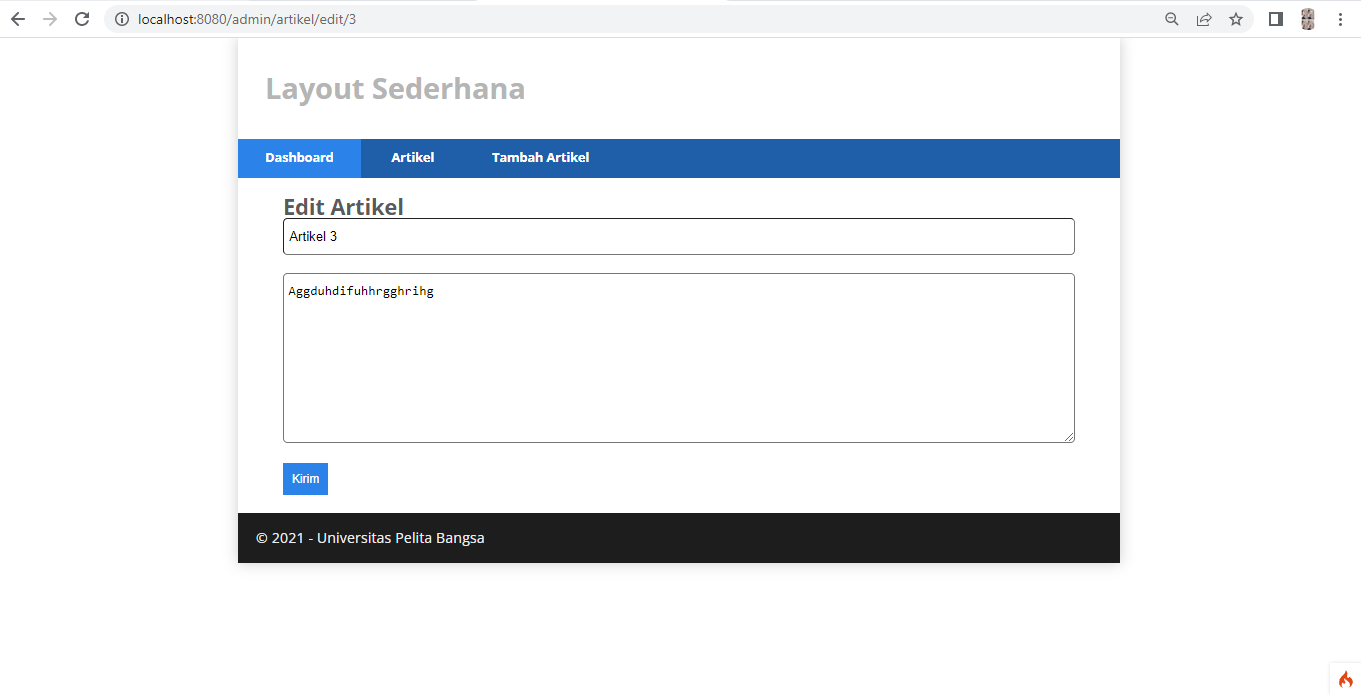 localhost:8080/admin/artikel/edit/3
Layout Sederhana
Dashboard Artikel Tambah Artikel
Edit Artikel
Artikel 3
Aggduhdifuhhrgghrihg
Kirim
© 2021 - Universitas Pelita Bangsa